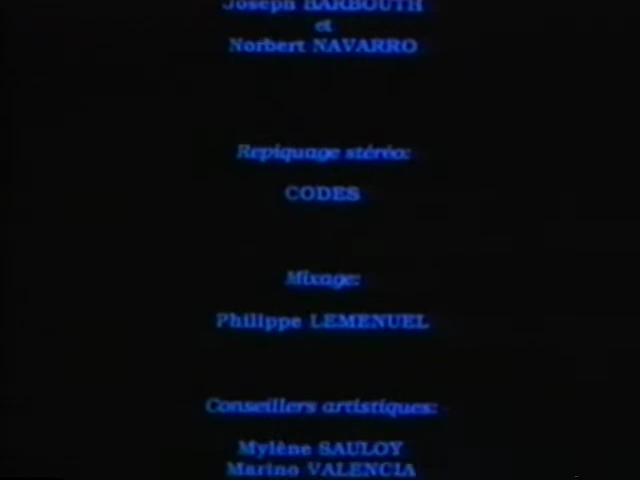 Joseph BARBOUTH
et
Norbert NAVARRO
Repiquage stéréo:
CODES
Mixage:
Philippe LEMENUEL
Conseillers artistiques:
Mylène SAULOY
Marino VALENCIA